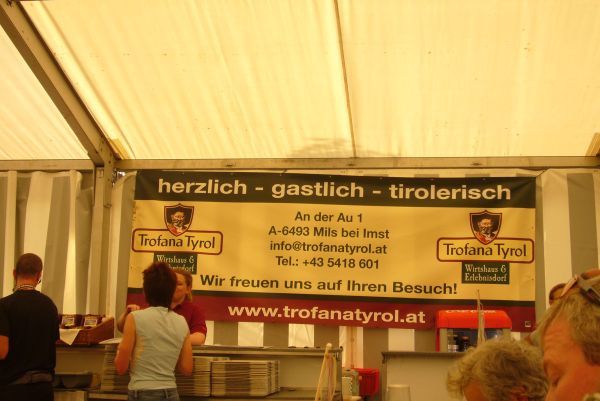 herzlich - gastlich - tirolerisch
Trofana Tyrol
Wirtshaus &
Erlebnisdorf
An der Au 1
A-6493 Mils bei Imst
info@trofanatyrol.at
Tel.: +43 5418 601
Trofana Tyrol
Wirtshaus &
Erlebnisdorf
Wir freuen uns auf Ihren Besuch!
www.trofanatyrol.at